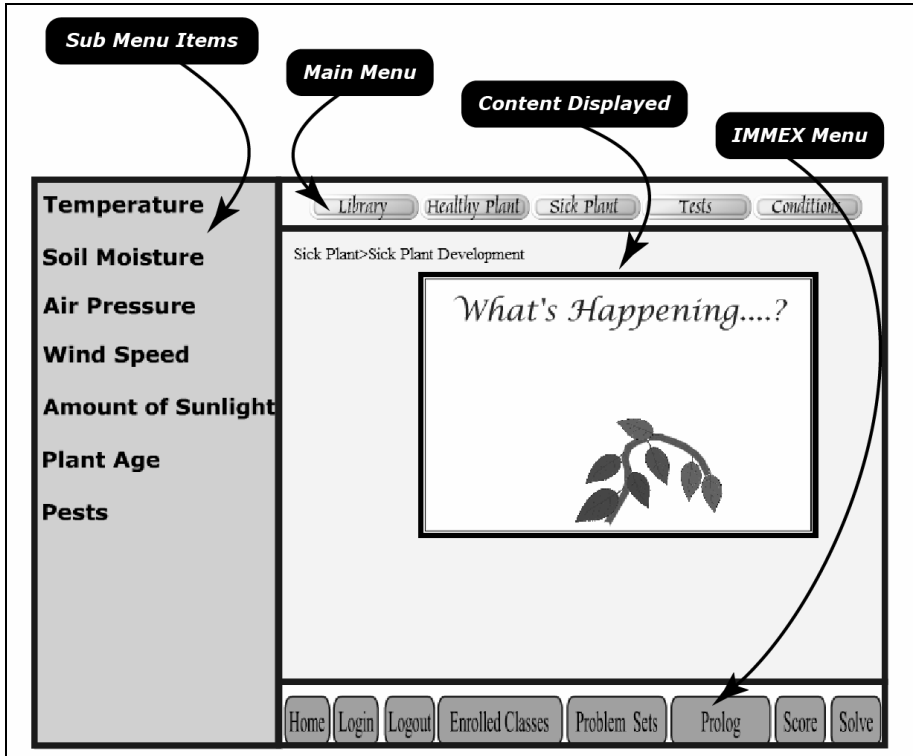 Sub Menu Items
Main Menu
Content Displayed
IMMEX Menu
Temperature
Soil Moisture
Air Pressure
Wind Speed
Amount of Sunlight
Plant Age
Pests
Library Healthy Plant Sick Plant Tests Conditions
Sick Plant>Sick Plant Development
What's Happening....?
Home Login Logout Enrolled Classes Problem Sets Prolog Score Solve